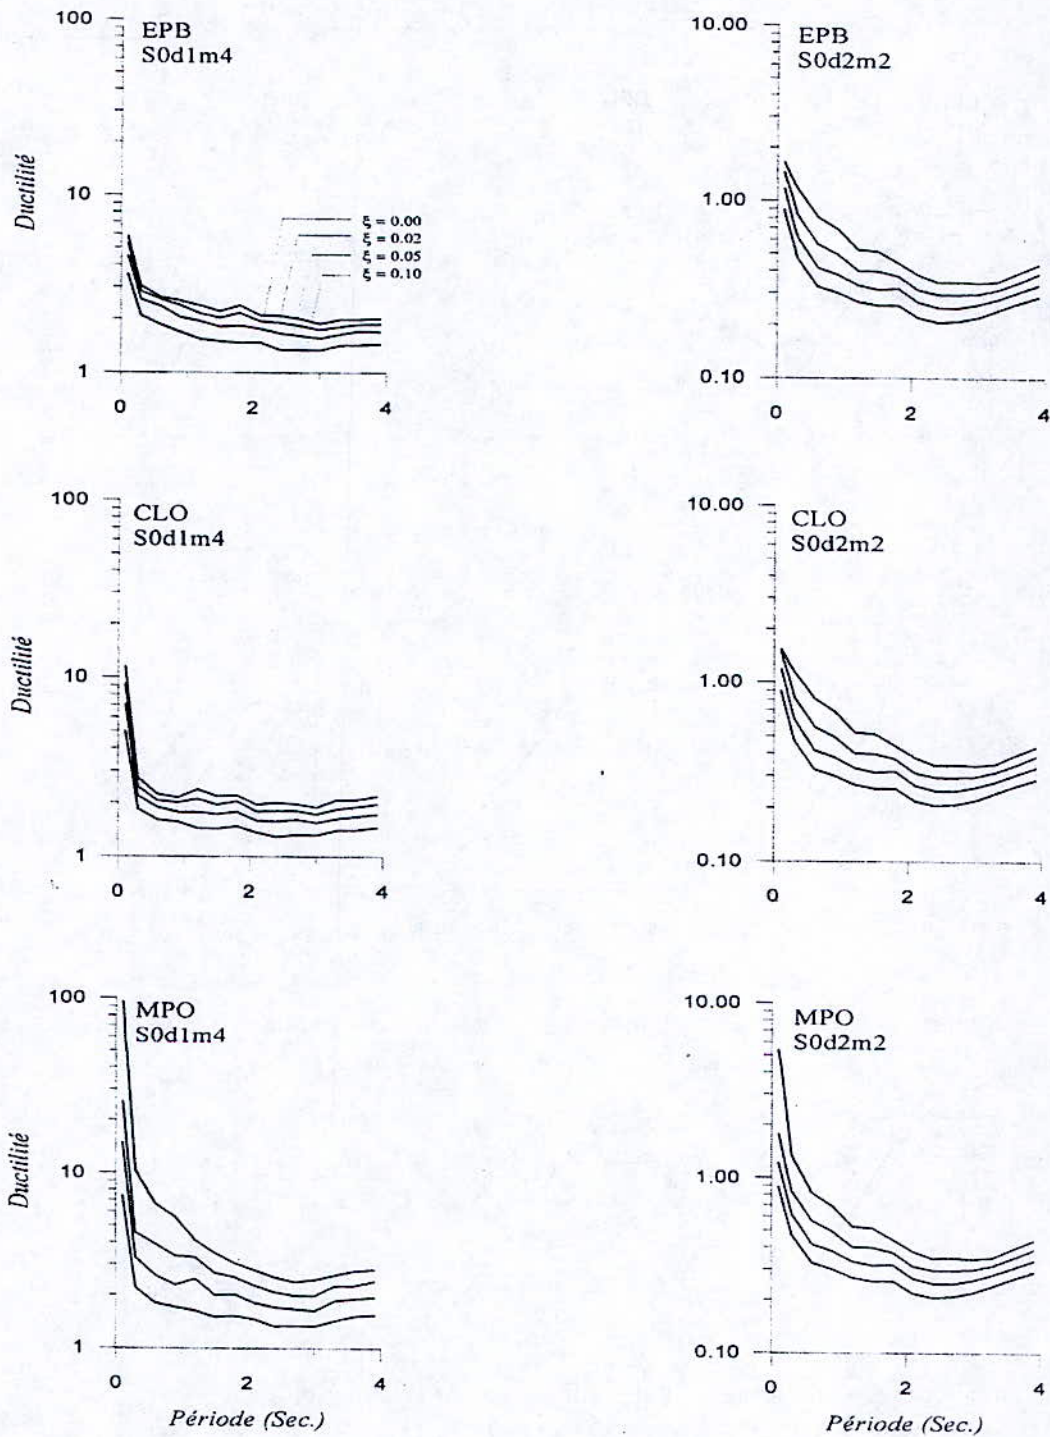 100
EPB
S0d1m4
10
Ductilité
ξ = 0.00
ξ = 0.02
ξ = 0.05
ξ = 0.10
1
0
2
4
10.00
EPB
S0d2m2
1.00
0.10
0
2
4
100
CLO
S0d1m4
10
Ductilité
1
0
2
4
10.00
CLO
S0d2m2
1.00
0.10
0
2
4
100
MPO
S0d1m4
10
Ductilité
1
0
2
4
Période (Sec.)
10.00
MPO
S0d2m2
1.00
0.10
0
2
4
Période (Sec.)